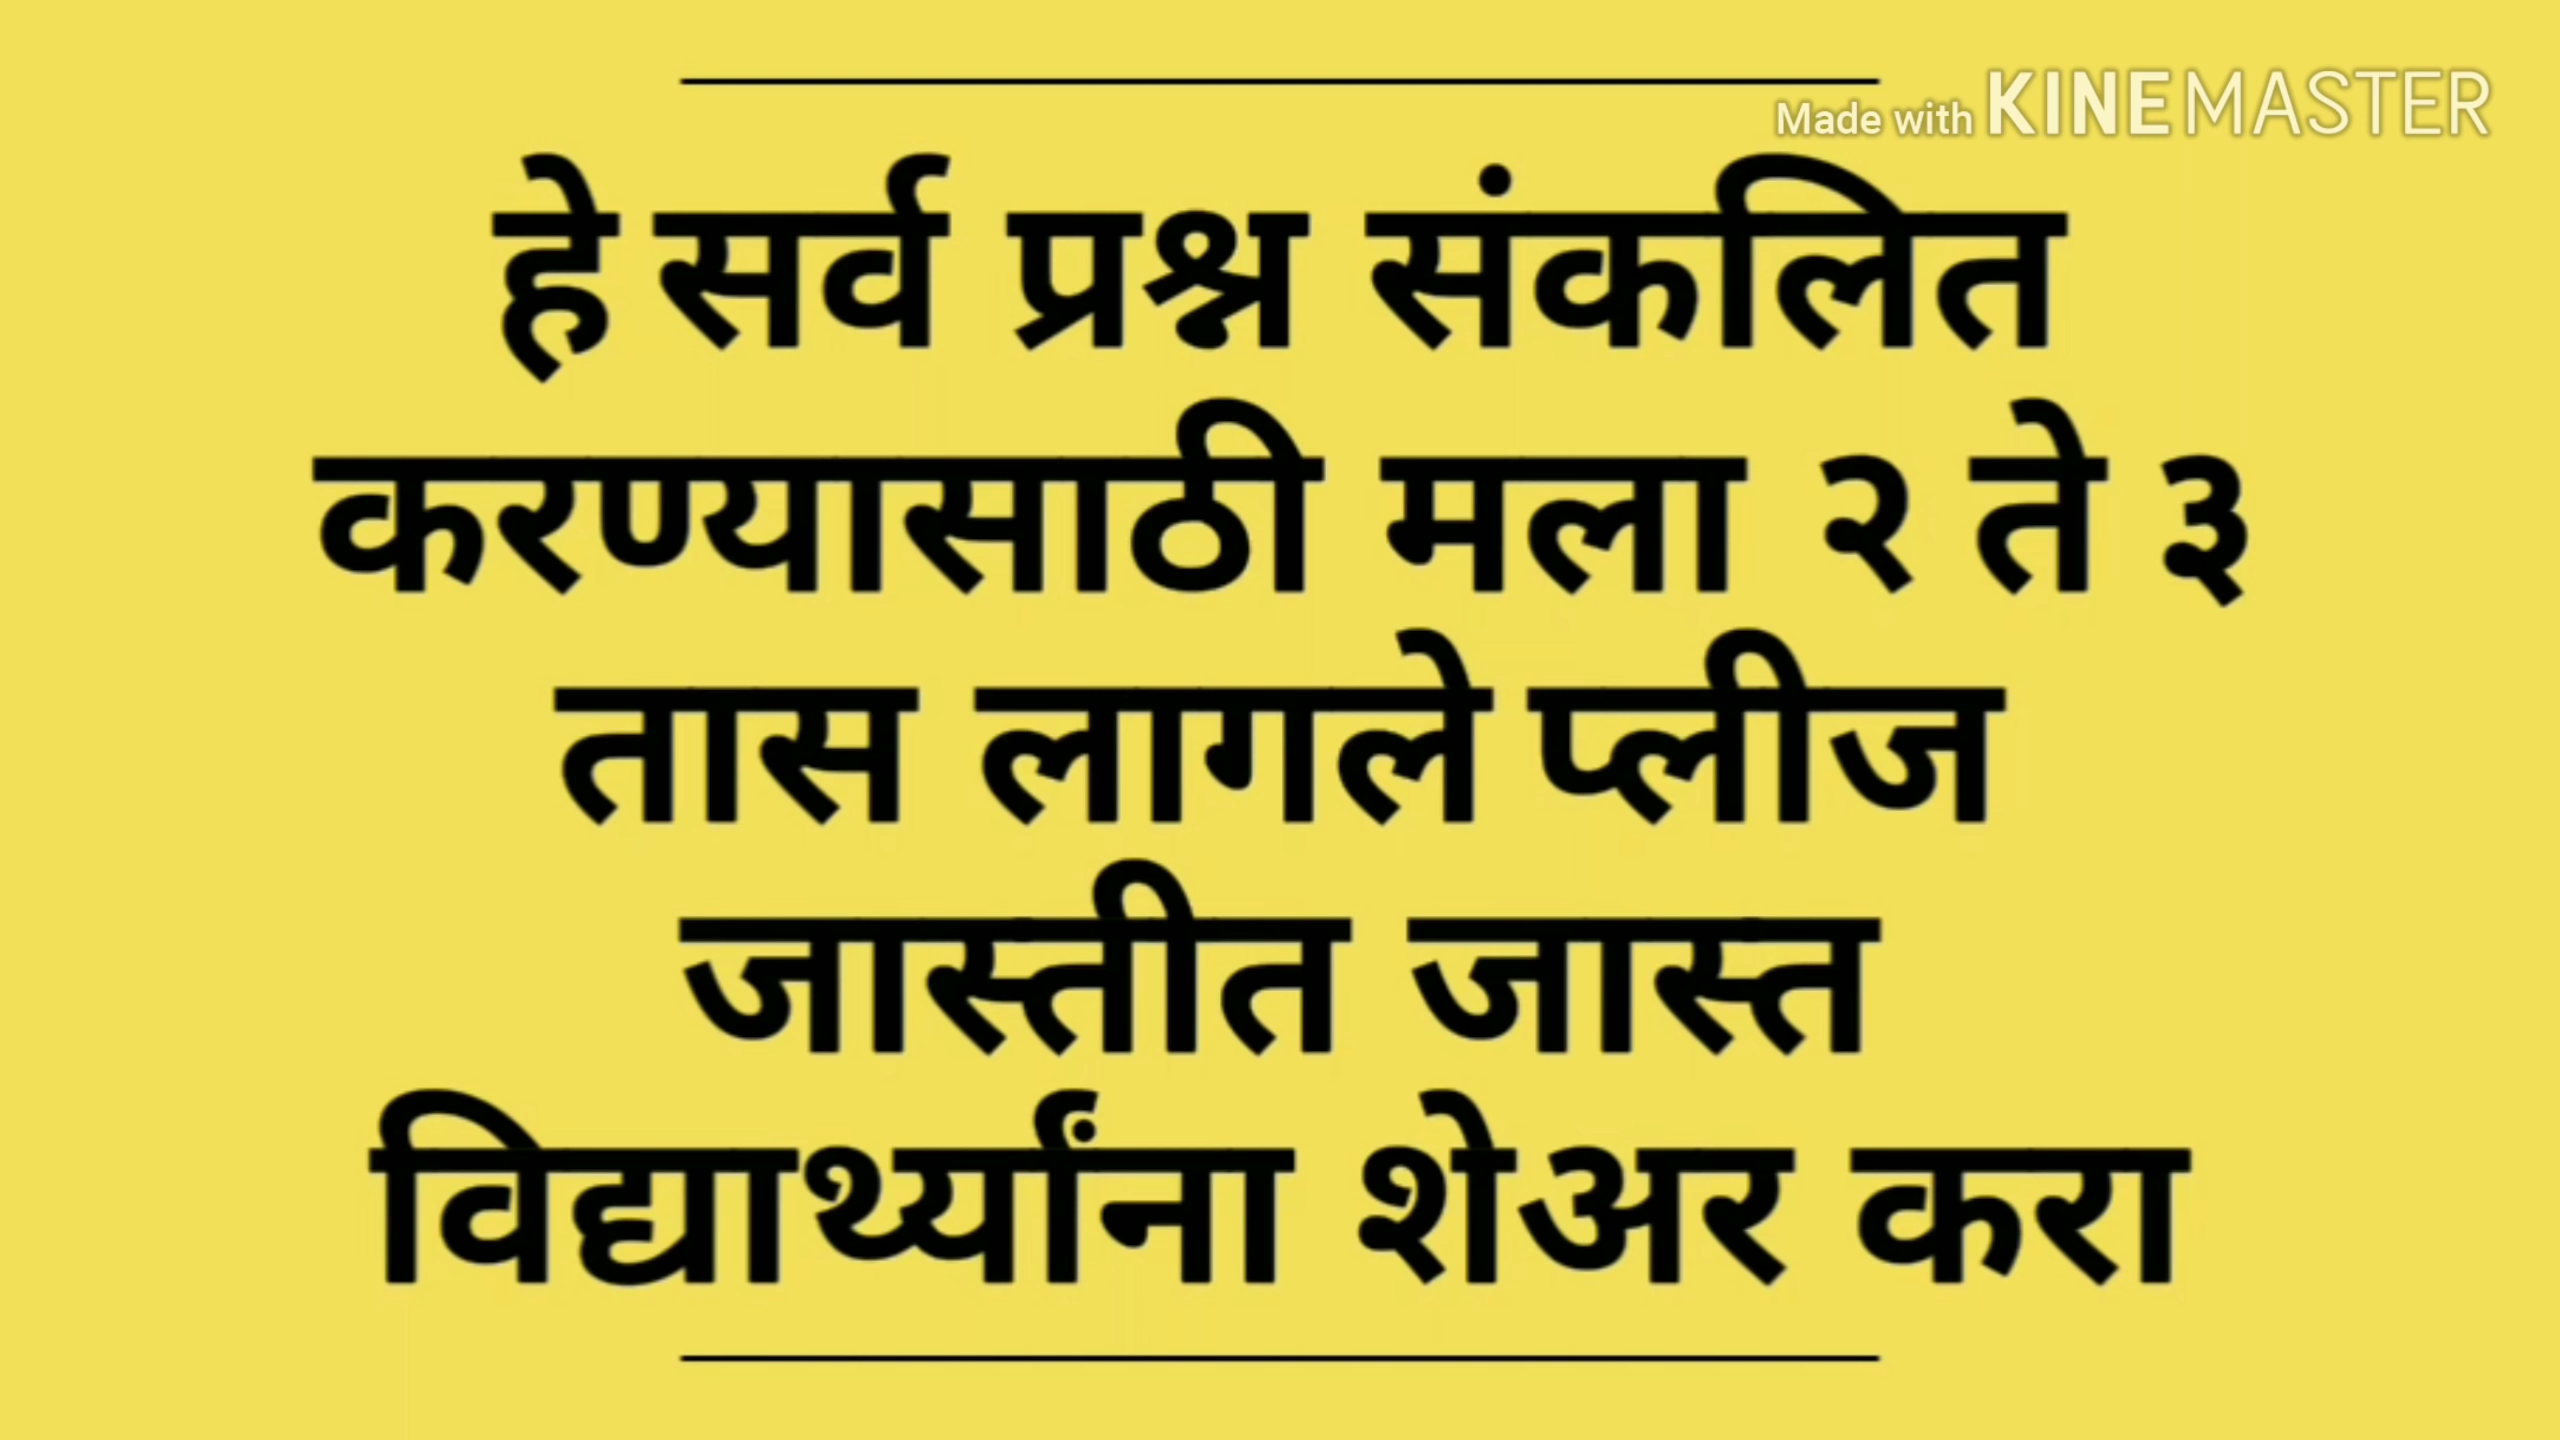 Made with KINEMASTER
हे सर्व प्रश्न संकलित
करण्यासाठी मला २ ते ३
तास लागले प्लीज
जास्तीत जास्त
विद्यार्थ्यांना शेअर करा